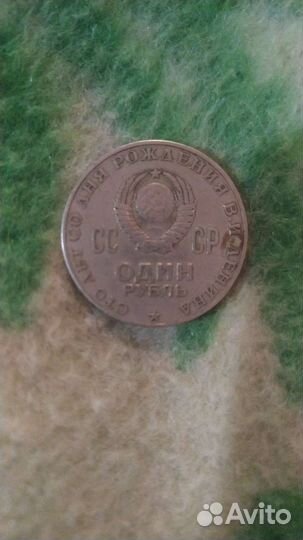 СТО ЛЕТ СО ДНЯ РОЖДЕНИЯ В.И.ЛЕНИНА
СС СР
ОДИН
РУБЛЬ
Avito